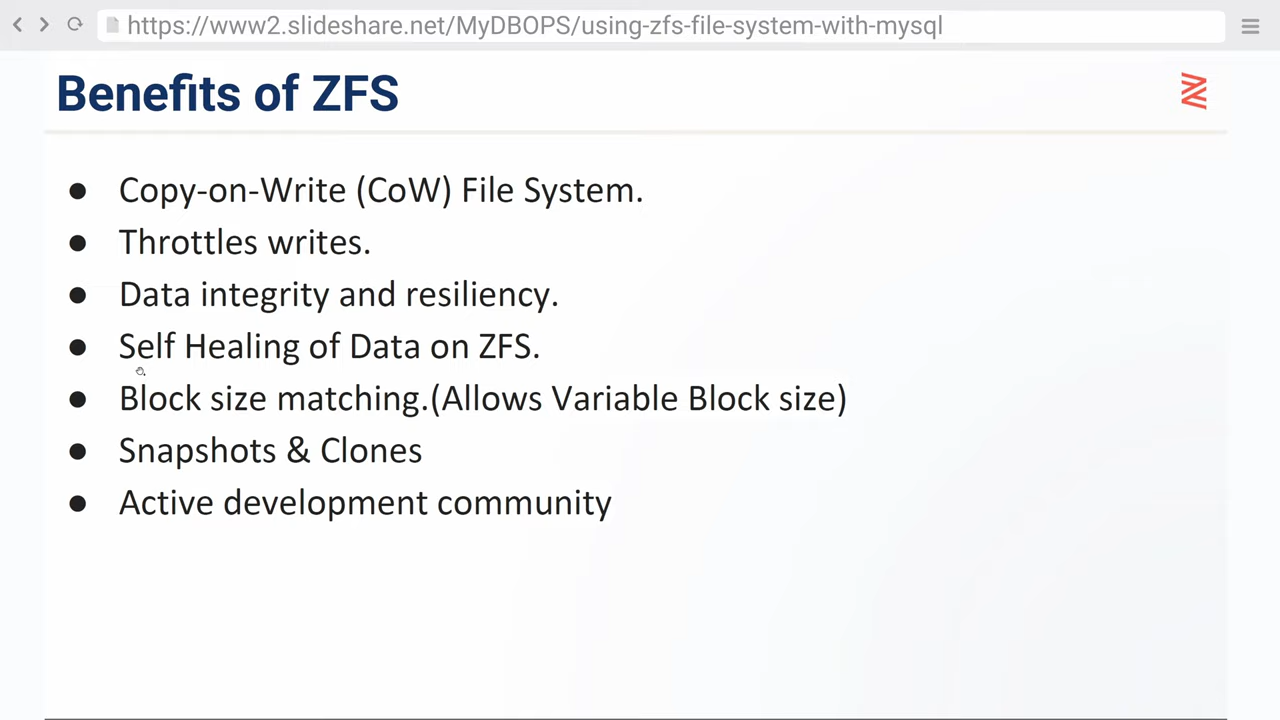 https://www2.slideshare.net/MyDBOPS/using-zfs-file-system-with-mysql
Benefits of ZFS
● Copy-on-Write (CoW) File System.
● Throttles writes.
● Data integrity and resiliency.
● Self Healing of Data on ZFS.
● Block size matching.(Allows Variable Block size)
● Snapshots & Clones
● Active development community